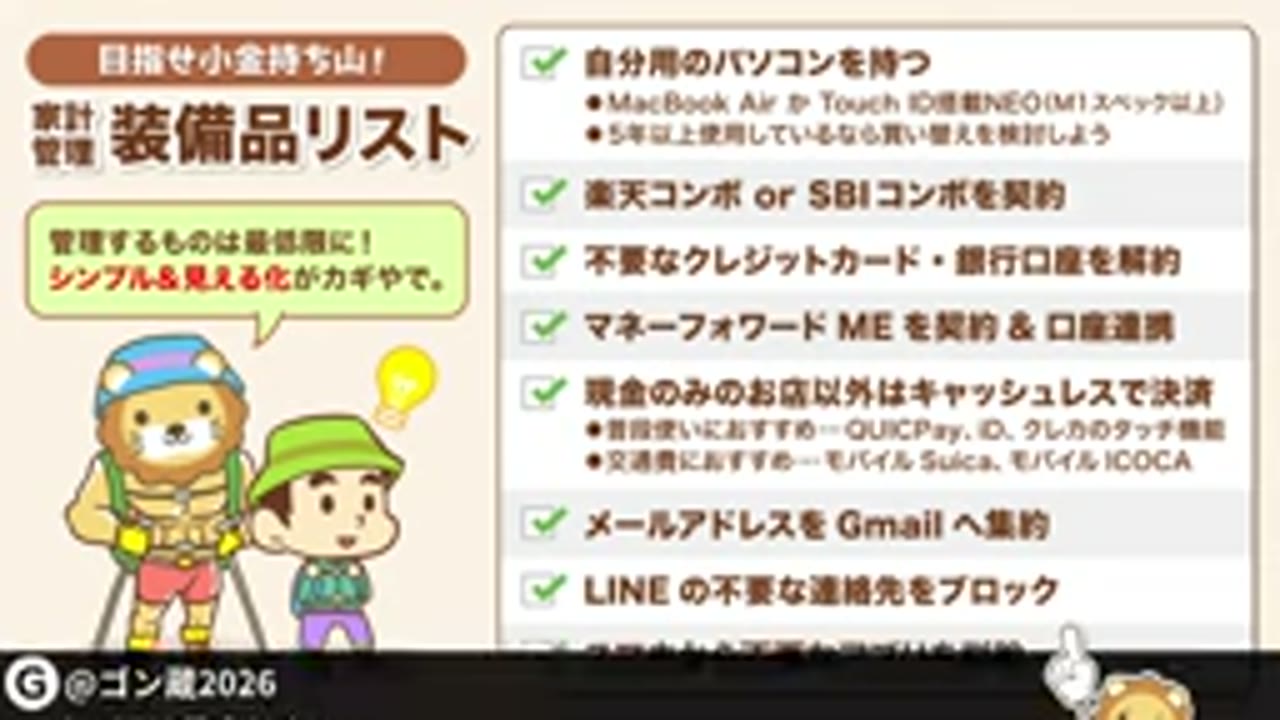 目指せ小金持ち山!
家計
管理
装備品リスト
管理するものは最低限に!
シンプル&見える化がカギやで。
自分用のパソコンを持つ
●MacBook Air か Touch ID搭載NEO(M1スペック以上)
●5年以上使用しているなら買い替えを検討しよう
楽天コンボ or SBIコンボを契約
不要なクレジットカード・銀行口座を解約
マネーフォワード ME を契約 & 口座連携
現金のみのお店以外はキャッシュレスで決済
●普段使いにおすすめ…QUICPay、iD、クレカのタッチ機能
●交通費におすすめ…モバイル Suica、モバイル ICOCA
メールアドレスを Gmail へ集約
LINE の不要な連絡先をブロック
G @ゴン蔵2026